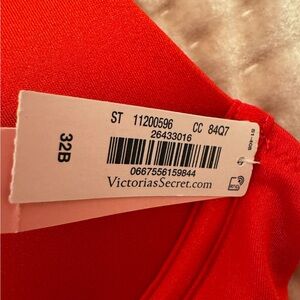 ST 11200596 CC 84Q7
26433016
0667556159844
VictoriasSecret.com
32B